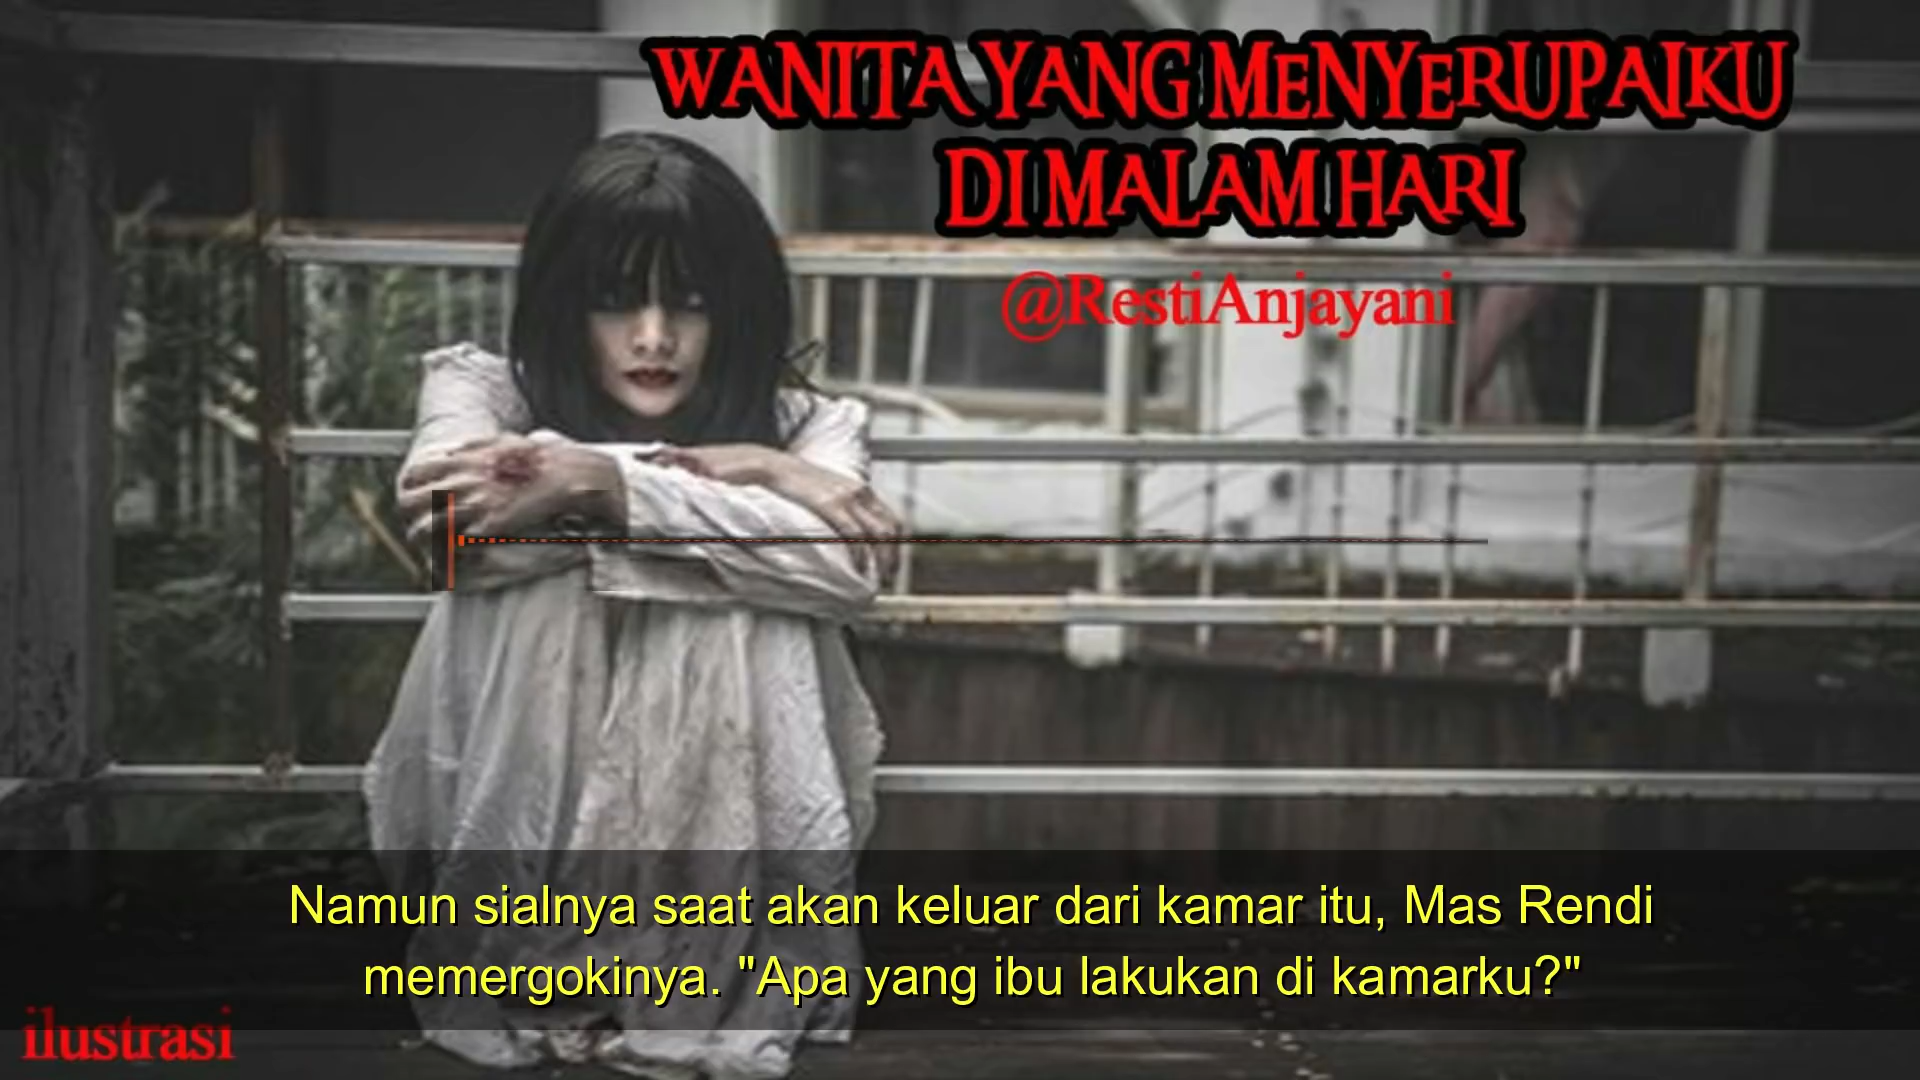 WANITA YANG MENYERUPAIKU
DI MALAM HARI
@RestiAnjayani
Namun sialnya saat akan keluar dari kamar itu, Mas Rendi
memergokinya. "Apa yang ibu lakukan di kamarku?"
ilustrasi